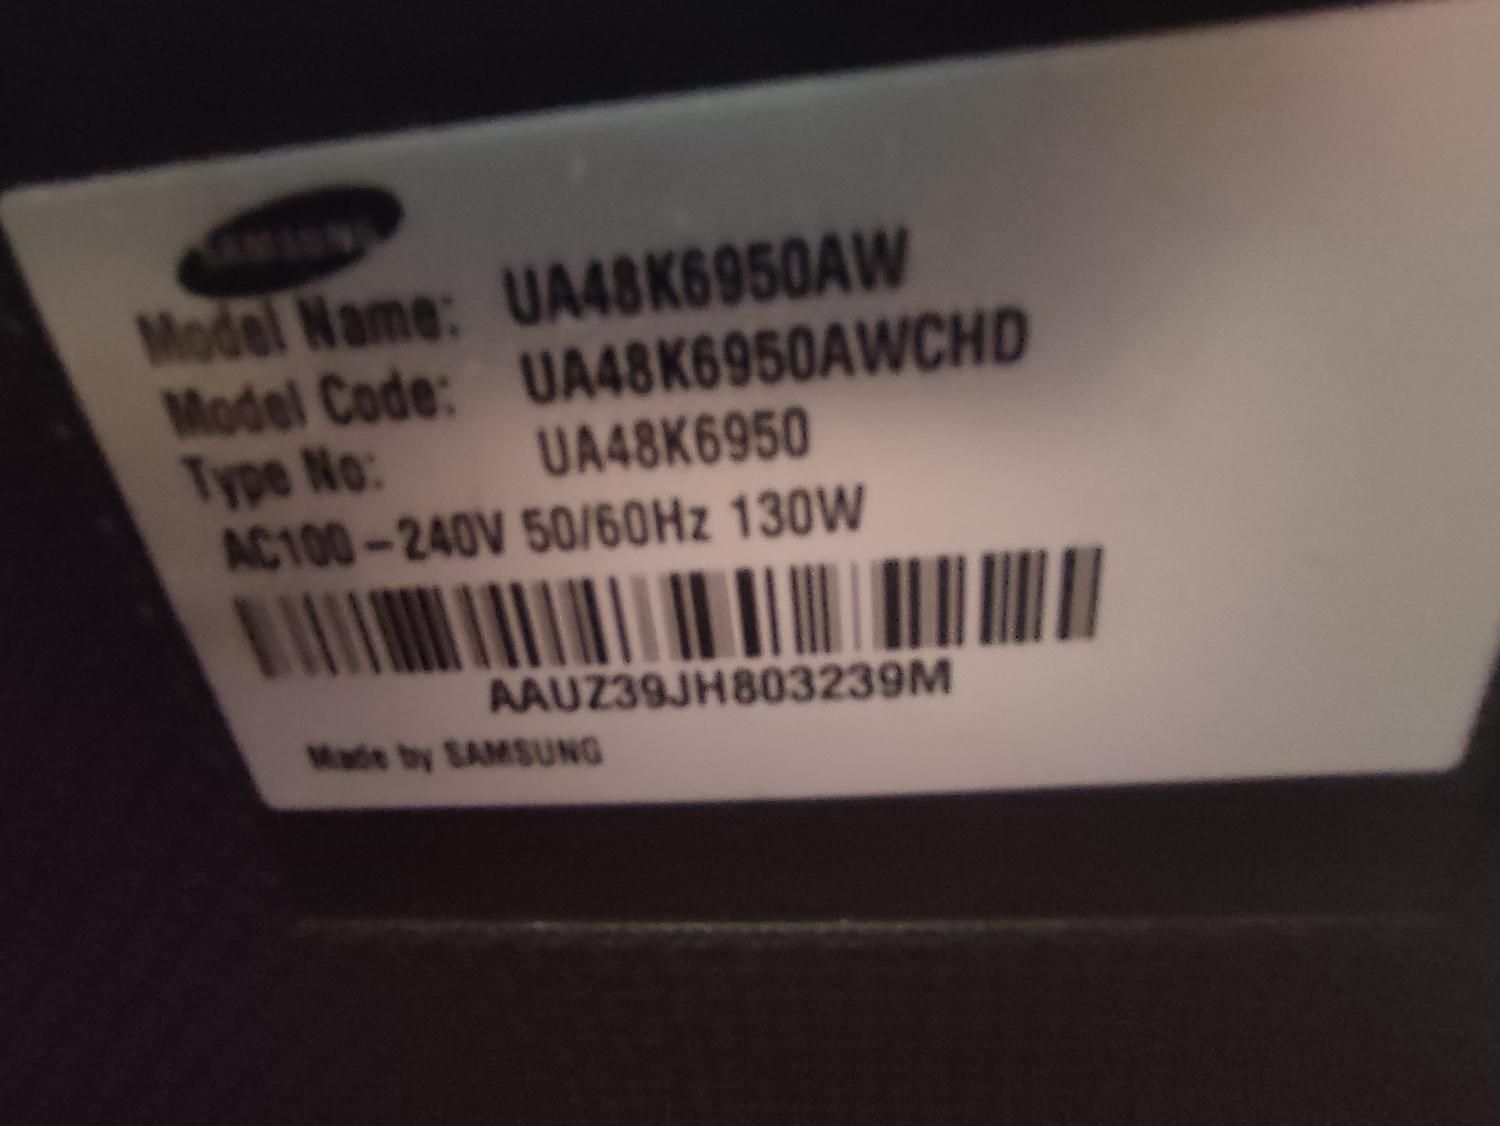 SAMSUNG
Model Name: UA48K6950AW
Model Code: UA48K6950AWCHD
Type No: UA48K6950
AC100-240V 50/60Hz 130W
AAUZ39JH803239M
Made by SAMSUNG